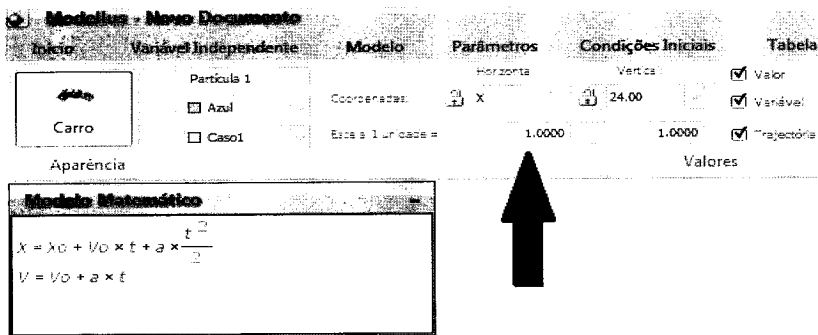 Modellus - Novo Documento
Início Variável Independente Modelo Parâmetros Condições Iniciais Tabela
Partícula 1 Horizontal Vertical Valor
Azul Coordenadas: X 24.00 Variável
Carro Caso1 Escala: 1 unidade = 1.0000 1.0000 Trajectória
Aparência Valores
Modelo Matemático
X = Xo + Vo × t + a × t^2/2
V = Vo + a × t